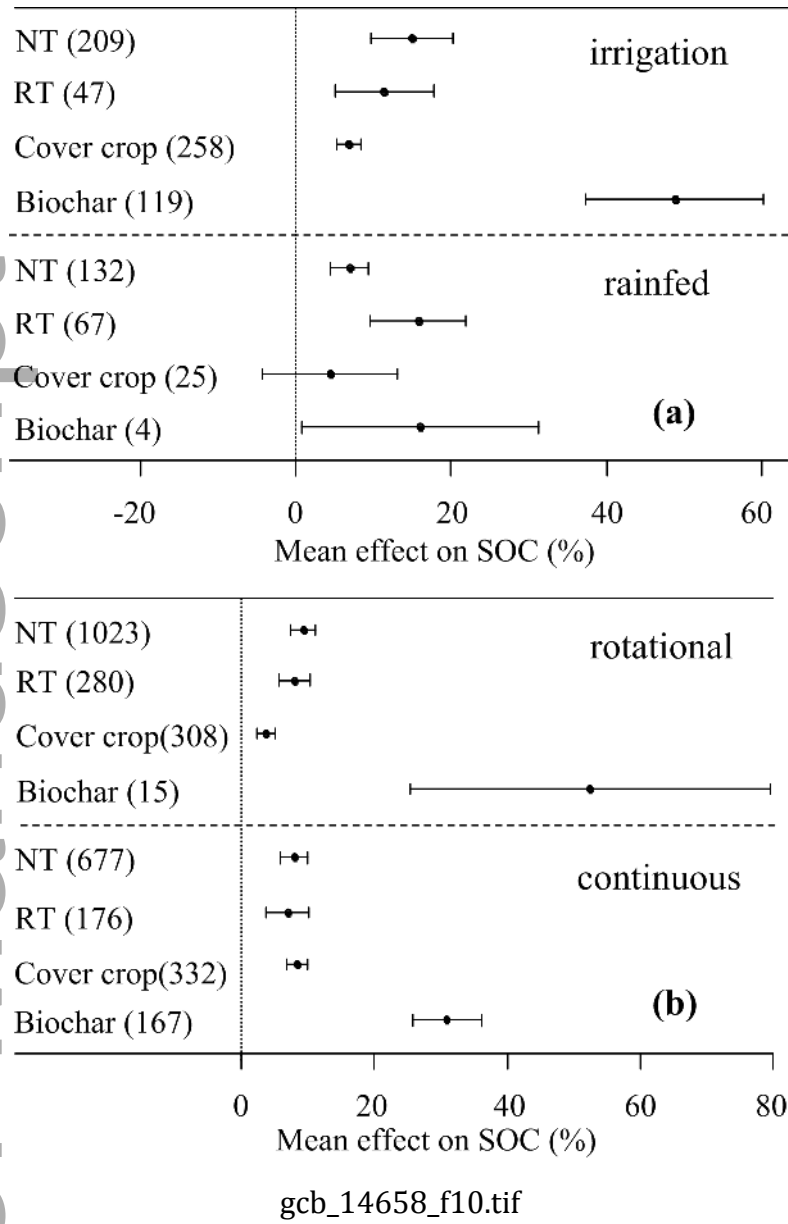 NT (209)
irrigation
RT (47)
Cover crop (258)
Biochar (119)
NT (132)
rainfed
RT (67)
Cover crop (25)
(a)
Biochar (4)
-20 0 20 40 60
Mean effect on SOC (%)
NT (1023)
rotational
RT (280)
Cover crop(308)
Biochar (15)
NT (677)
continuous
RT (176)
Cover crop(332)
(b)
Biochar (167)
0 20 40 60 80
Mean effect on SOC (%)
gcb_14658_f10.tif